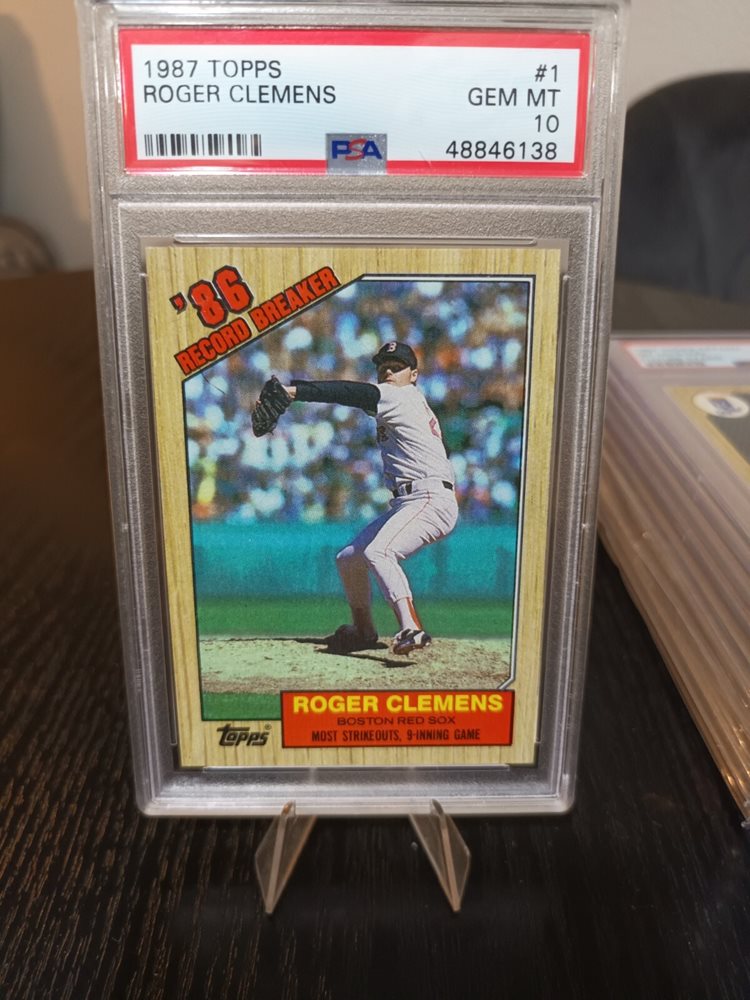 1987 TOPPS #1
ROGER CLEMENS GEM MT
10
PSA 48846138
'86
RECORD BREAKER
B
ROGER CLEMENS
BOSTON RED SOX
topps®
MOST STRIKEOUTS, 9-INNING GAME